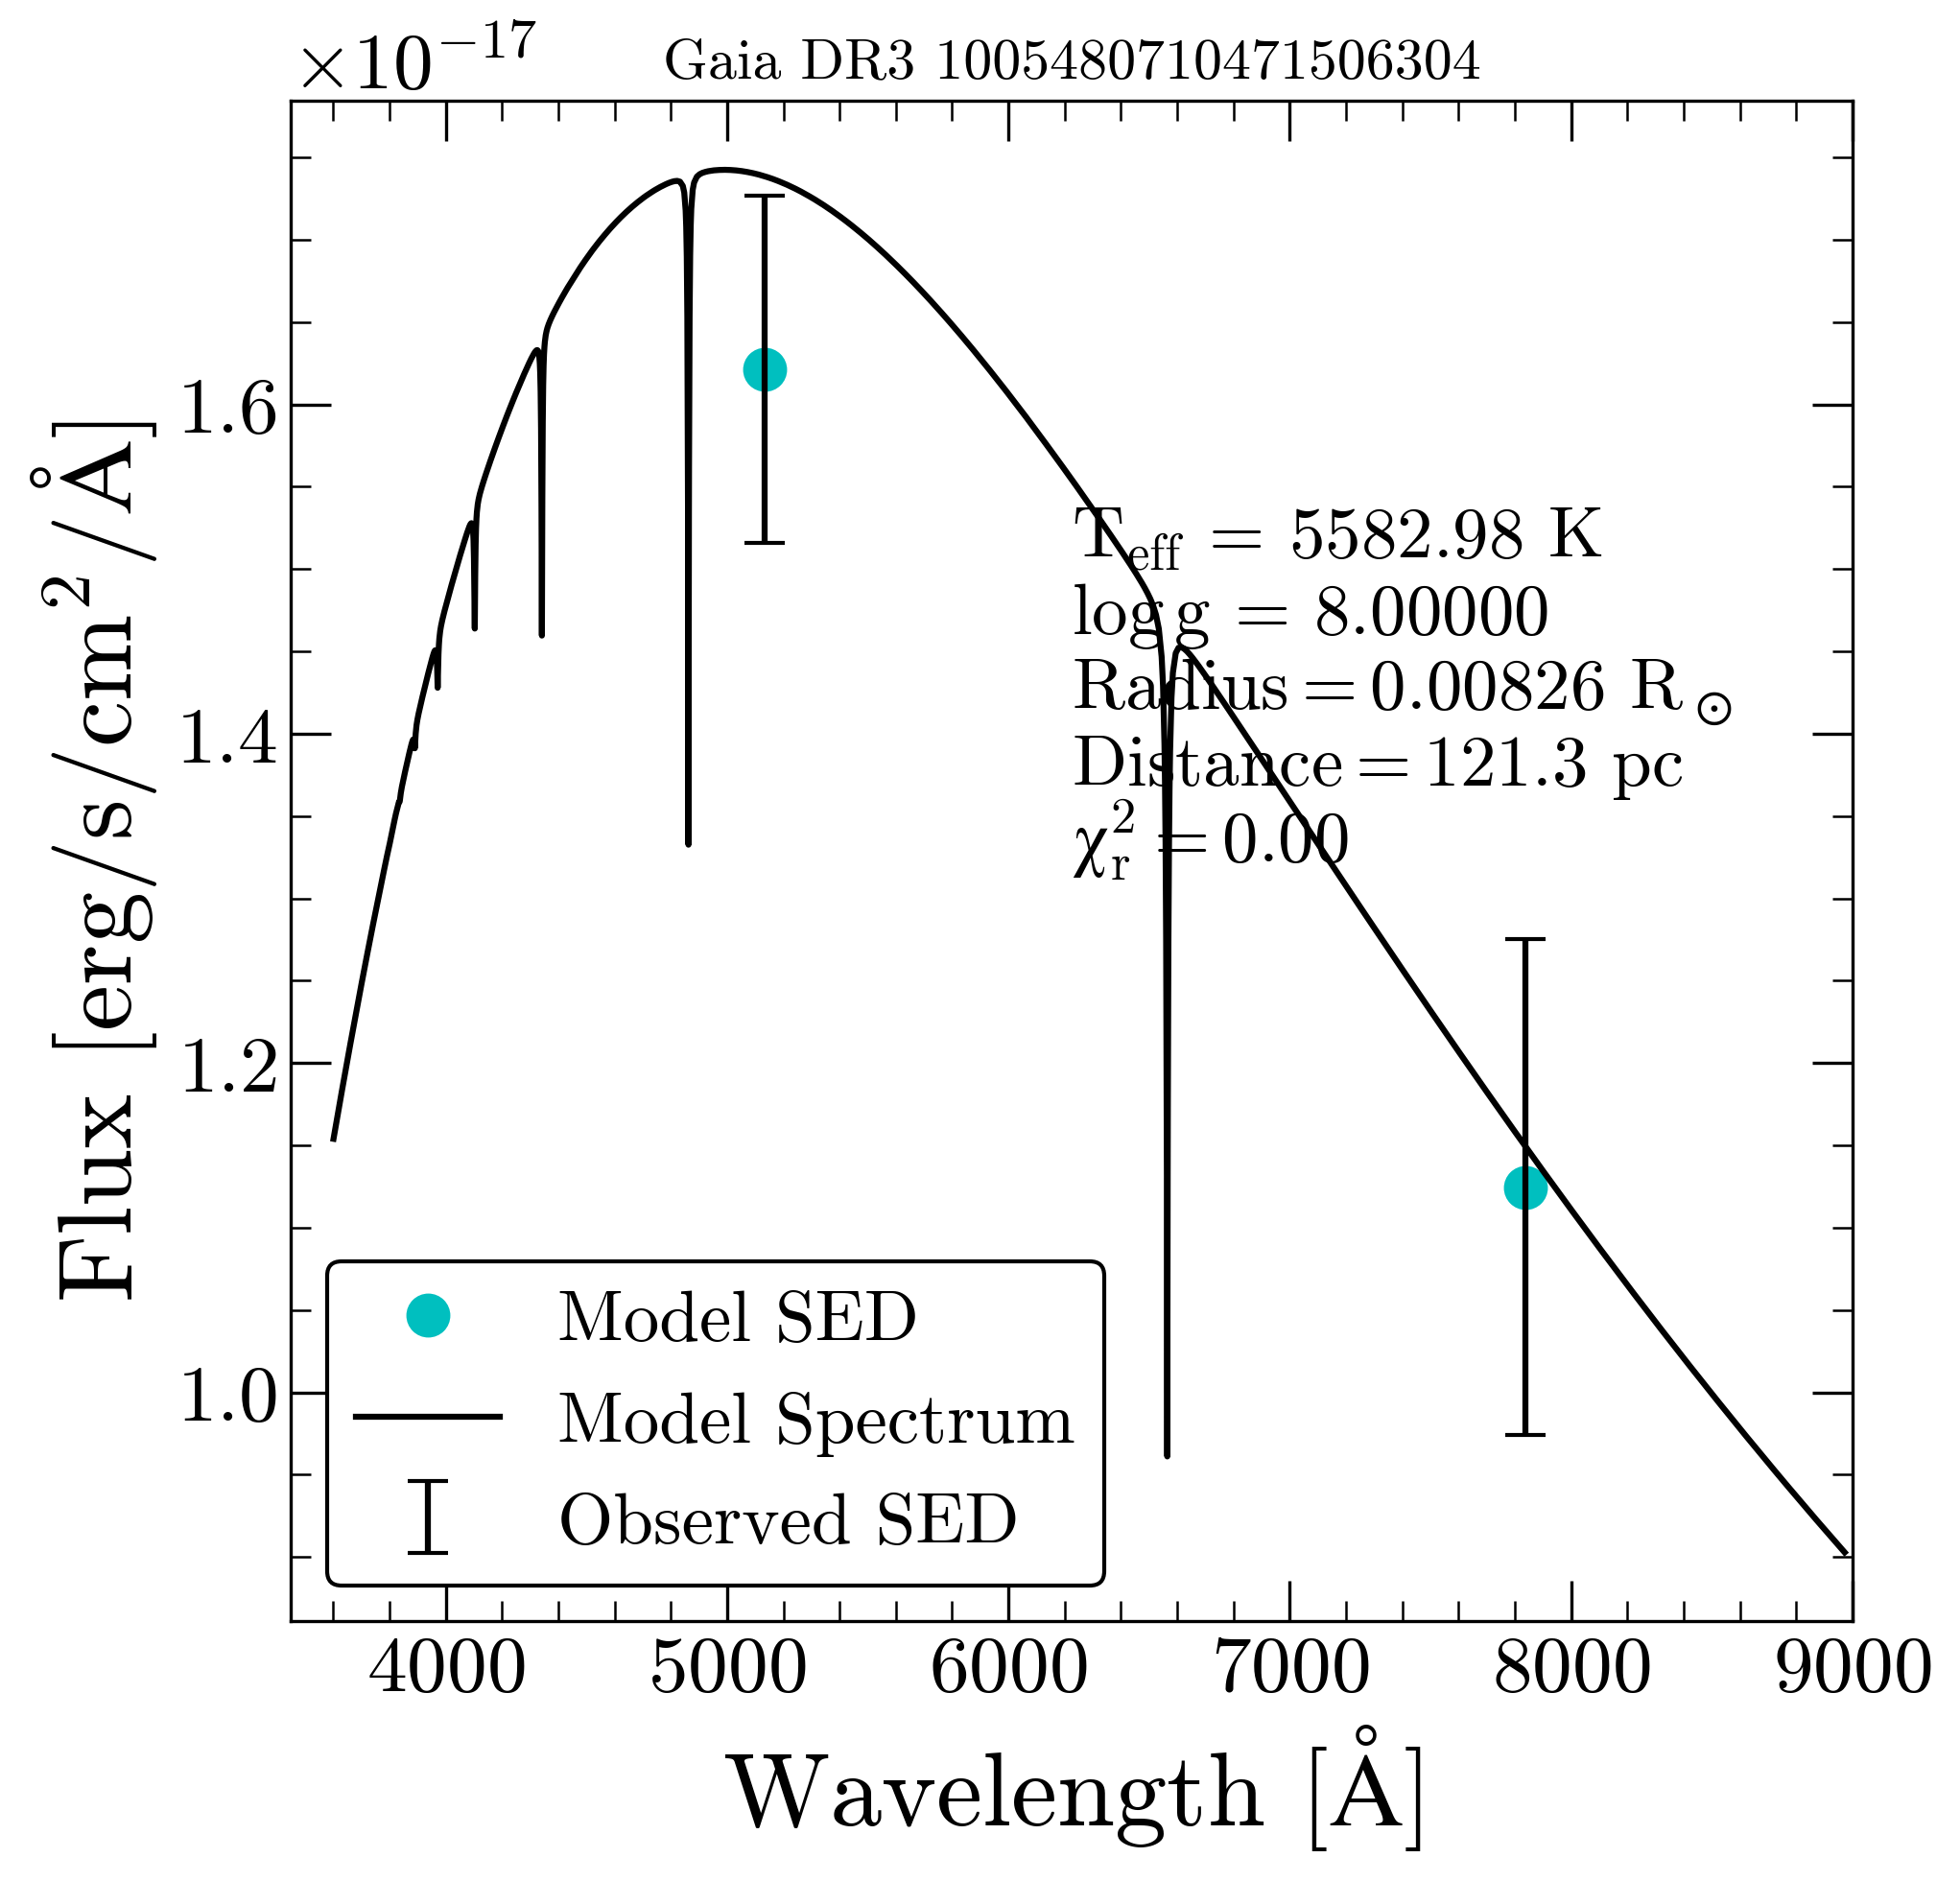 ×10⁻¹⁷
Gaia DR3 1005480710471506304
Flux [erg/s/cm²/Å]
1.6
1.4
1.2
1.0
T_eff = 5582.98 K
log g = 8.00000
Radius = 0.00826 R_⊙
Distance = 121.3 pc
χ²_r = 0.00
Model SED
Model Spectrum
Observed SED
4000 5000 6000 7000 8000 9000
Wavelength [Å]